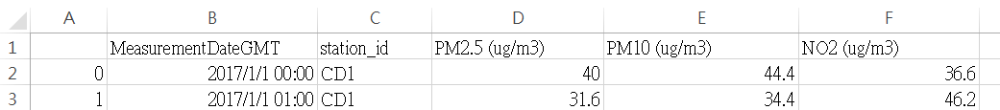 A B C D E F
1 MeasurementDateGMT station_id PM2.5 (ug/m3) PM10 (ug/m3) NO2 (ug/m3)
2 0 2017/1/1 00:00 CD1 40 44.4 36.6
3 1 2017/1/1 01:00 CD1 31.6 34.4 46.2